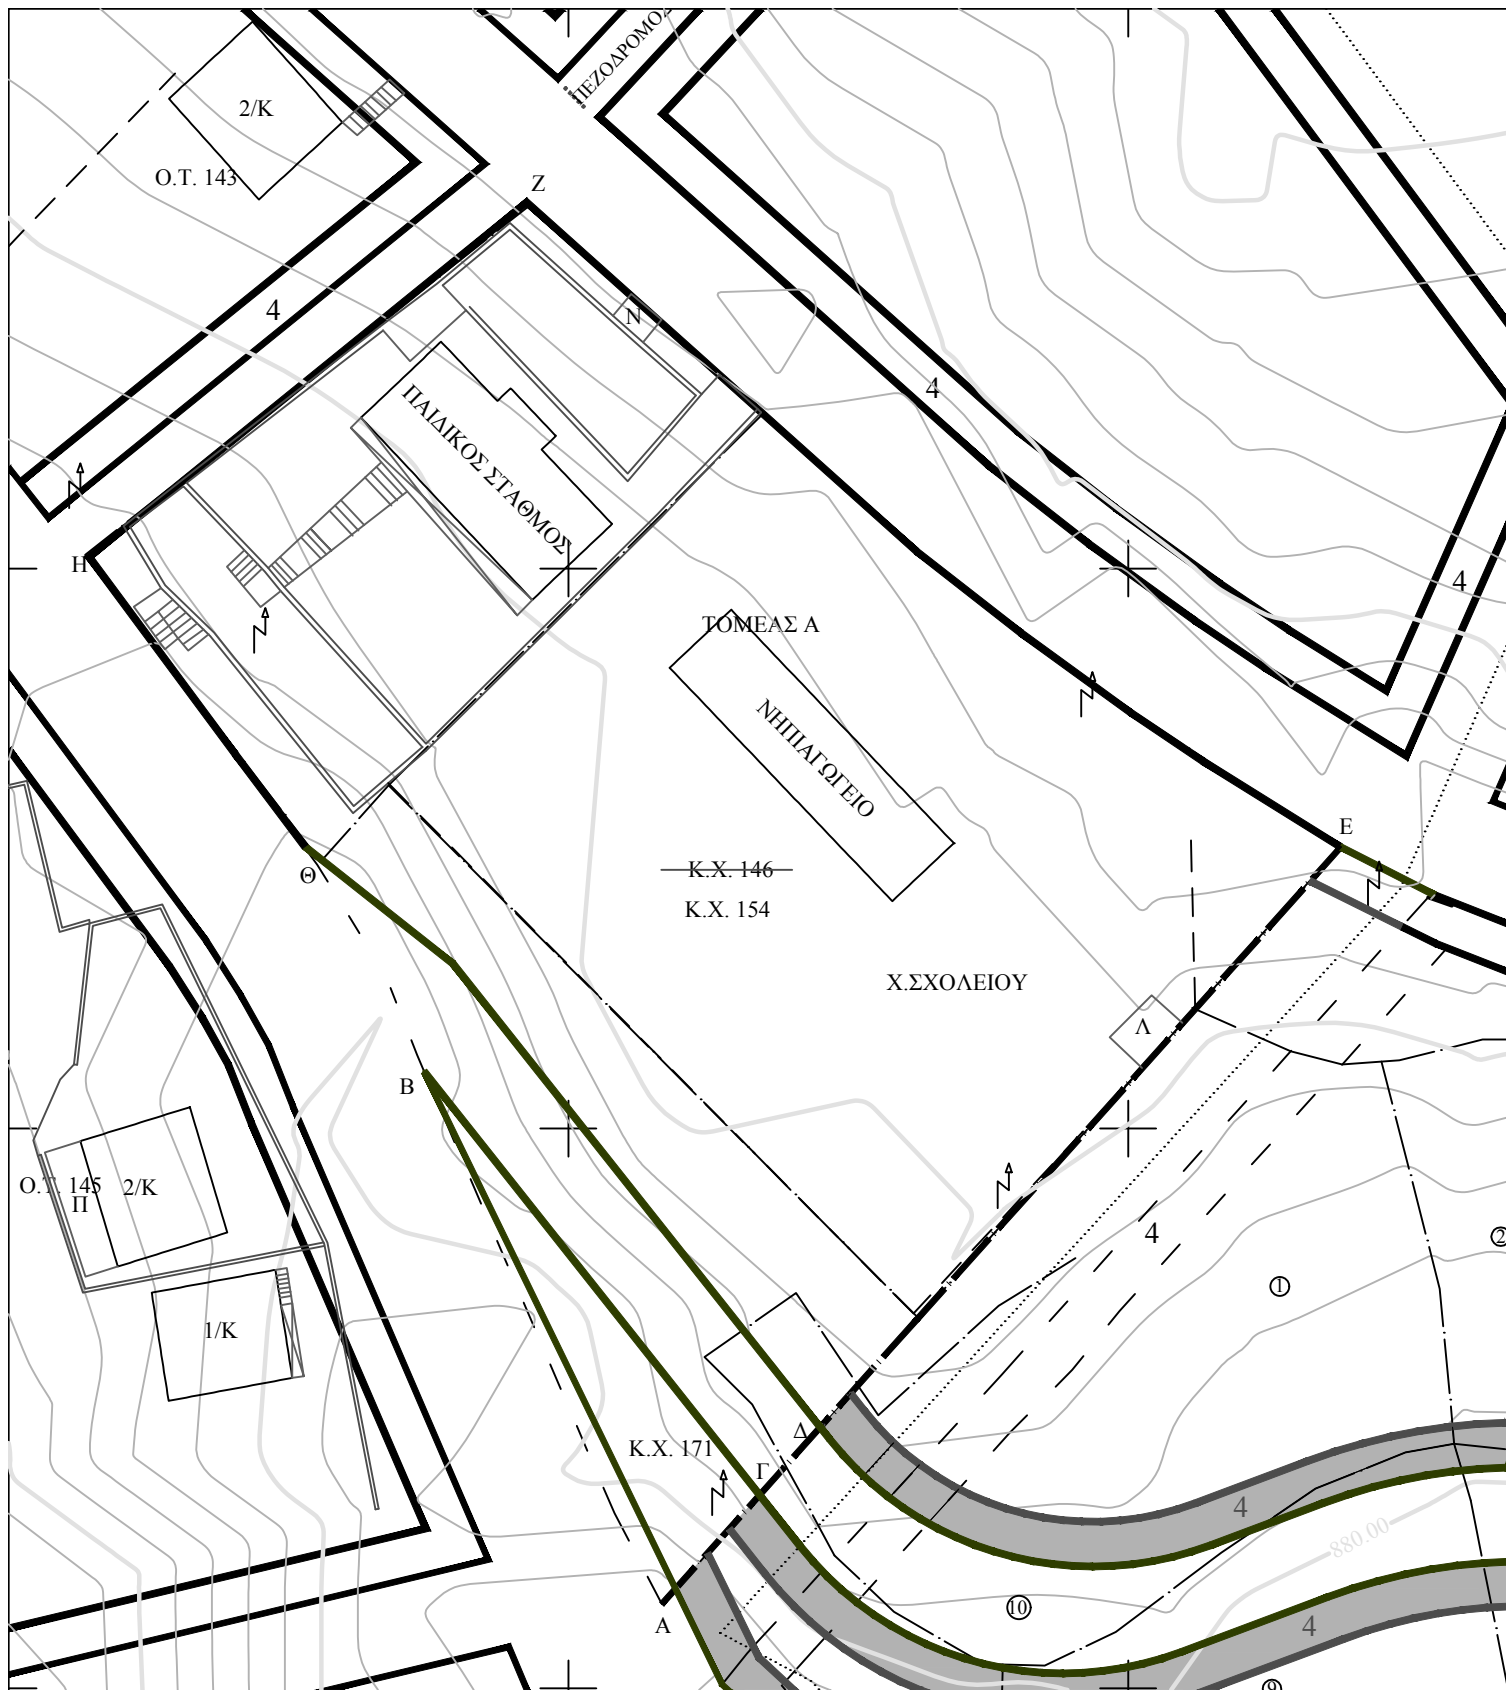 ΠΕΖΟΔΡΟΜΟΣ
2/Κ
Ο.Τ. 143
Ζ
4
Ν
4
ΠΑΙΔΙΚΟΣ ΣΤΑΘΜΟΣ
Η
4
ΤΟΜΕΑΣ Α
ΝΗΠΙΑΓΩΓΕΙΟ
Ε
Θ
Κ.Χ. 146
Κ.Χ. 154
Χ.ΣΧΟΛΕΙΟΥ
Λ
Β
Ο.Τ. 145
Π
2/Κ
4
2
1
1/Κ
Δ
Κ.Χ. 171
Γ
4
880.00
10
Α
4
9